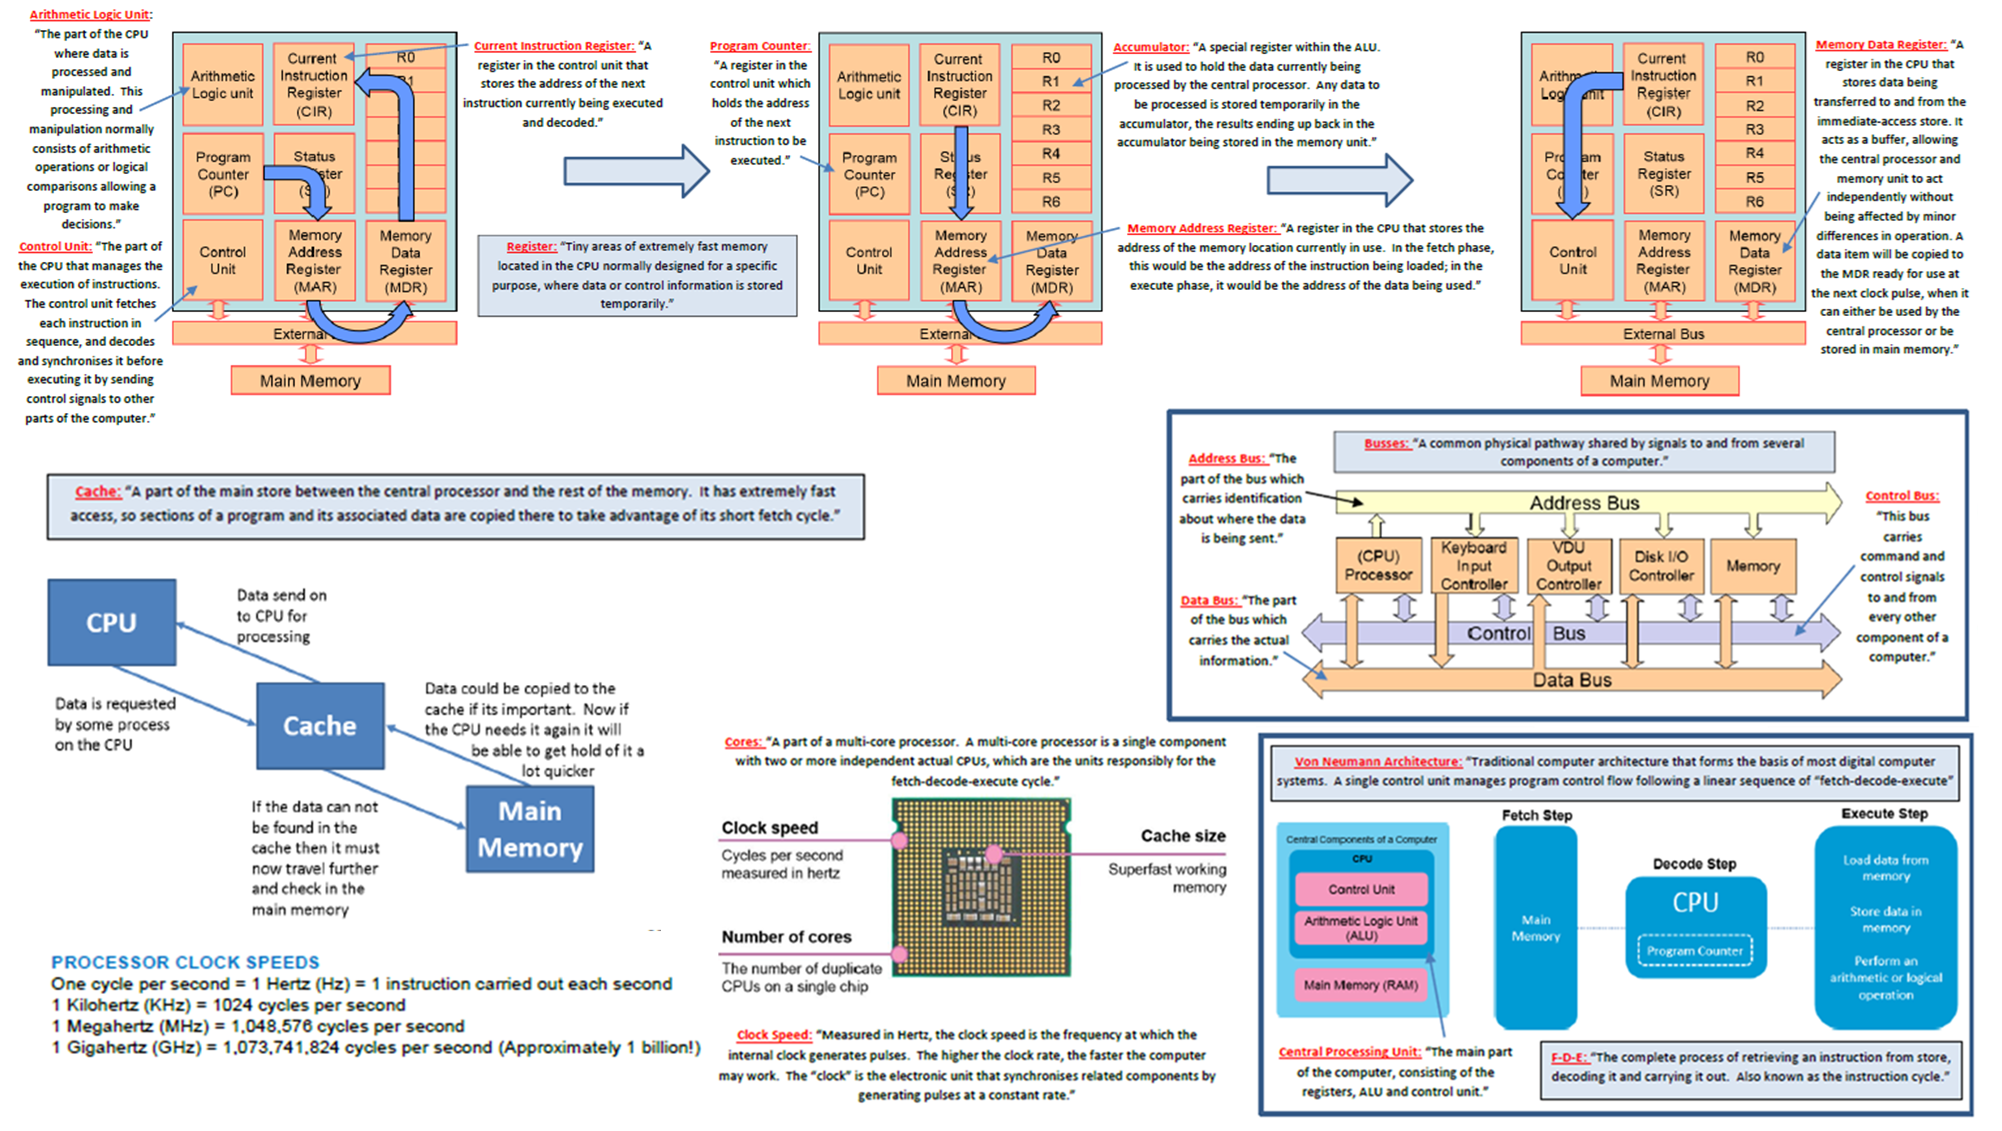 Arithmetic Logic Unit:
"The part of the CPU
where data is
processed and
manipulated. This
processing and
manipulation normally
consists of arithmetic
operations or logical
comparisons allowing a
program to make
decisions."
Control Unit: "The part of
the CPU that manages the
execution of instructions.
The control unit fetches
each instruction in
sequence, and decodes
and synchronises it before
executing it by sending
control signals to other
parts of the computer."
Arithmetic
Logic unit
Current
Instruction
Register
(CIR)
R0
Program
Counter
(PC)
Status
Control
Unit
Memory
Address
Register
(MAR)
Memory
Data
Register
(MDR)
External
Main Memory
Current Instruction Register: "A
register in the control unit that
stores the address of the next
instruction currently being executed
and decoded."
Register: "Tiny areas of extremely fast memory
located in the CPU normally designed for a specific
purpose, where data or control information is stored
temporarily."
Program Counter:
"A register in the
control unit which
holds the address
of the next
instruction to be
executed."
Arithmetic
Logic unit
Current
Instruction
Register
(CIR)
R0
R1
R2
R3
R4
R5
R6
Program
Counter
(PC)
Control
Unit
Memory
Address
Register
(MAR)
Memory
Data
Register
(MDR)
External Bus
Main Memory
Accumulator: "A special register within the ALU.
It is used to hold the data currently being
processed by the central processor. Any data to
be processed is stored temporarily in the
accumulator, the results ending up back in the
accumulator being stored in the memory unit."
Memory Address Register: "A register in the CPU that stores the
address of the memory location currently in use. In the fetch phase,
this would be the address of the instruction being loaded; in the
execute phase, it would be the address of the data being used."
Current
Instruction
Register
(CIR)
R0
R1
R2
R3
R4
R5
R6
Status
Register
(SR)
Control
Unit
Memory
Address
Register
(MAR)
Memory
Data
Register
(MDR)
External Bus
Main Memory
Memory Data Register: "A
register in the CPU that
stores data being
transferred to and from the
immediate-access store. It
acts as a buffer, allowing
the central processor and
memory unit to act
independently without
being affected by minor
differences in operation. A
data item will be copied to
the MDR ready for use at
the next clock pulse, when it
can either be used by the
central processor or be
stored in main memory."
Cache: "A part of the main store between the central processor and the rest of the memory. It has extremely fast
access, so sections of a program and its associated data are copied there to take advantage of its short fetch cycle."
CPU
Data send on
to CPU for
processing
Data is requested
by some process
on the CPU
Cache
Data could be copied to the
cache if its important. Now if
the CPU needs it again it will
be able to get hold of it a
lot quicker
If the data can not
be found in the
cache then it must
now travel further
and check in the
main memory
Main
Memory
PROCESSOR CLOCK SPEEDS
One cycle per second = 1 Hertz (Hz) = 1 instruction carried out each second
1 Kilohertz (KHz) = 1024 cycles per second
1 Megahertz (MHz) = 1,048,576 cycles per second
1 Gigahertz (GHz) = 1,073,741,824 cycles per second (Approximately 1 billion!)
Cores: "A part of a multi-core processor. A multi-core processor is a single component
with two or more independent actual CPUs, which are the units responsibly for the
fetch-decode-execute cycle."
Clock speed
Cycles per second
measured in hertz
Cache size
Superfast working
memory
Number of cores
The number of duplicate
CPUs on a single chip
Clock Speed: "Measured in Hertz, the clock speed is the frequency at which the
internal clock generates pulses. The higher the clock rate, the faster the computer
may work. The "clock" is the electronic unit that synchronises related components by
generating pulses at a constant rate."
Busses: "A common physical pathway shared by signals to and from several
components of a computer."
Address Bus: "The
part of the bus which
carries identification
about where the data
is being sent."
Data Bus: "The part
of the bus which
carries the actual
information."
Address Bus
(CPU)
Processor
Keyboard
Input
Controller
VDU
Output
Controller
Disk I/O
Controller
Memory
Control Bus
Data Bus
Control Bus:
"This bus
carries
command and
control signals
to and from
every other
component of a
computer."
Von Neumann Architecture: "Traditional computer architecture that forms the basis of most digital computer
systems. A single control unit manages program control flow following a linear sequence of "fetch-decode-execute"
Central Components of a Computer
CPU
Control Unit
Arithmetic Logic Unit
(ALU)
Main Memory (RAM)
Fetch Step
Main
Memory
Decode Step
CPU
Program Counter
Execute Step
Load data from
memory
Store data in
memory
Perform an
arithmetic or logical
operation
Central Processing Unit: "The main part
of the computer, consisting of the
registers, ALU and control unit."
F-D-E: "The complete process of retrieving an instruction from store,
decoding it and carrying it out. Also known as the instruction cycle."